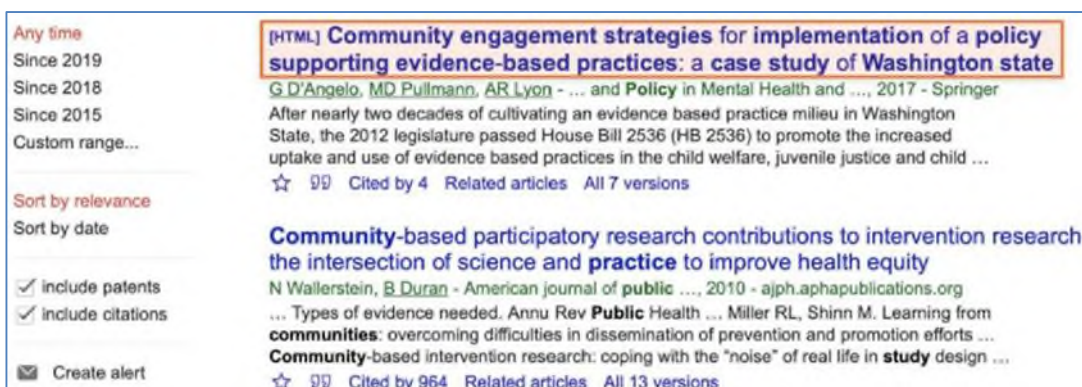 Any time
Since 2019
Since 2018
Since 2015
Custom range...
Sort by relevance
Sort by date
include patents
include citations
Create alert
[HTML] Community engagement strategies for implementation of a policy
supporting evidence-based practices: a case study of Washington state
G D'Angelo, MD Pullmann, AR Lyon - ... and Policy in Mental Health and ..., 2017 - Springer
After nearly two decades of cultivating an evidence based practice milieu in Washington
State, the 2012 legislature passed House Bill 2536 (HB 2536) to promote the increased
uptake and use of evidence based practices in the child welfare, juvenile justice and child ...
Cited by 4 Related articles All 7 versions
Community-based participatory research contributions to intervention research
the intersection of science and practice to improve health equity
N Wallerstein, B Duran - American journal of public ..., 2010 - ajph.aphapublications.org
... Types of evidence needed. Annu Rev Public Health ... Miller RL, Shinn M. Learning from
communities: overcoming difficulties in dissemination of prevention and promotion efforts ...
Community-based intervention research: coping with the "noise" of real life in study design ...
Cited by 964 Related articles All 13 versions